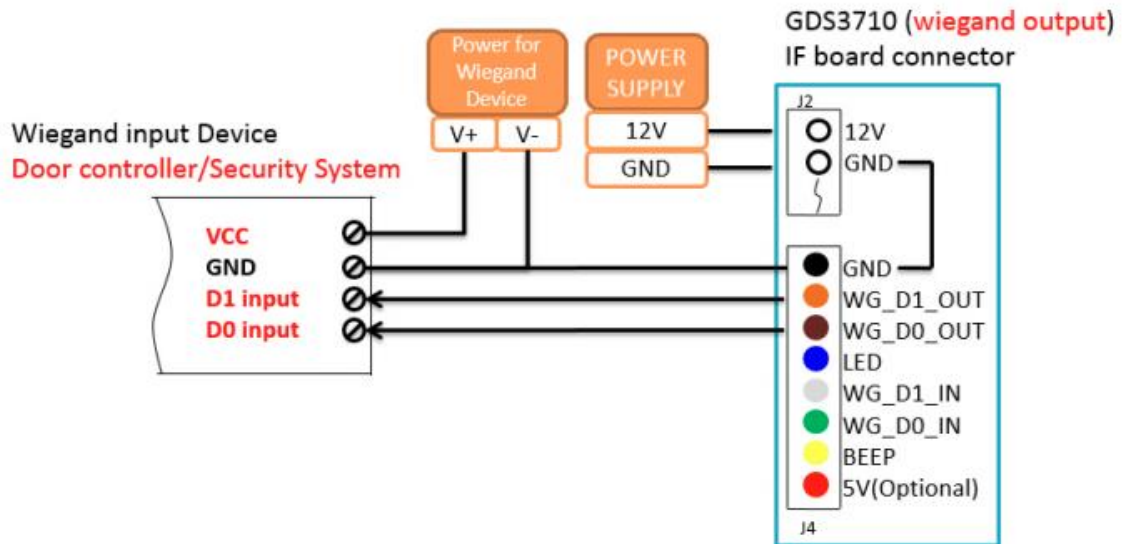 GDS3710 (wiegand output)
IF board connector
Power for
Wiegand
Device
V+ V-
POWER
SUPPLY
12V
GND
Wiegand input Device
Door controller/Security System
VCC
GND
D1 input
D0 input
J2
12V
GND
GND
WG_D1_OUT
WG_D0_OUT
LED
WG_D1_IN
WG_D0_IN
BEEP
5V(Optional)
J4